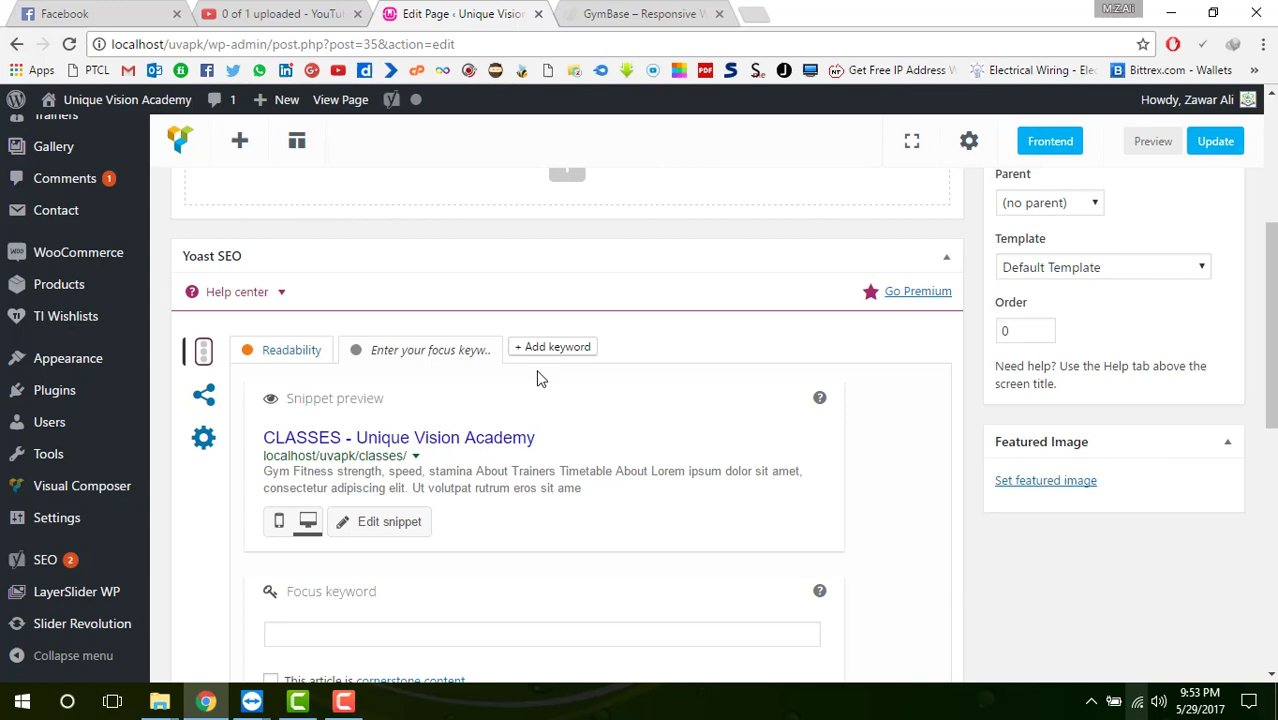 Facebook
0 of 1 uploaded - YouTu
Edit Page ‹ Unique Vision
GymBase – Responsive W
M.Z.Ali
localhost/uvapk/wp-admin/post.php?post=35&action=edit
Apps
PTCL
Get Free IP Address
Electrical Wiring - Ele
Bittrex.com - Wallets
Unique Vision Academy
1
New
View Page
Howdy, Zawar Ali
Trainers
Gallery
Comments 1
Contact
WooCommerce
Products
TI Wishlists
Appearance
Plugins
Users
Tools
Visual Composer
Settings
SEO 2
LayerSlider WP
Slider Revolution
Collapse menu
Frontend
Preview
Update
Yoast SEO
Help center
Go Premium
Readability
Enter your focus keyw..
+ Add keyword
Snippet preview
CLASSES - Unique Vision Academy
localhost/uvapk/classes/
Gym Fitness strength, speed, stamina About Trainers Timetable About Lorem ipsum dolor sit amet,
consectetur adipiscing elit. Ut volutpat rutrum eros sit ame
Edit snippet
Focus keyword
This article is cornerstone content
Parent
(no parent)
Template
Default Template
Order
0
Need help? Use the Help tab above the
screen title.
Featured Image
Set featured image
9:53 PM
5/29/2017